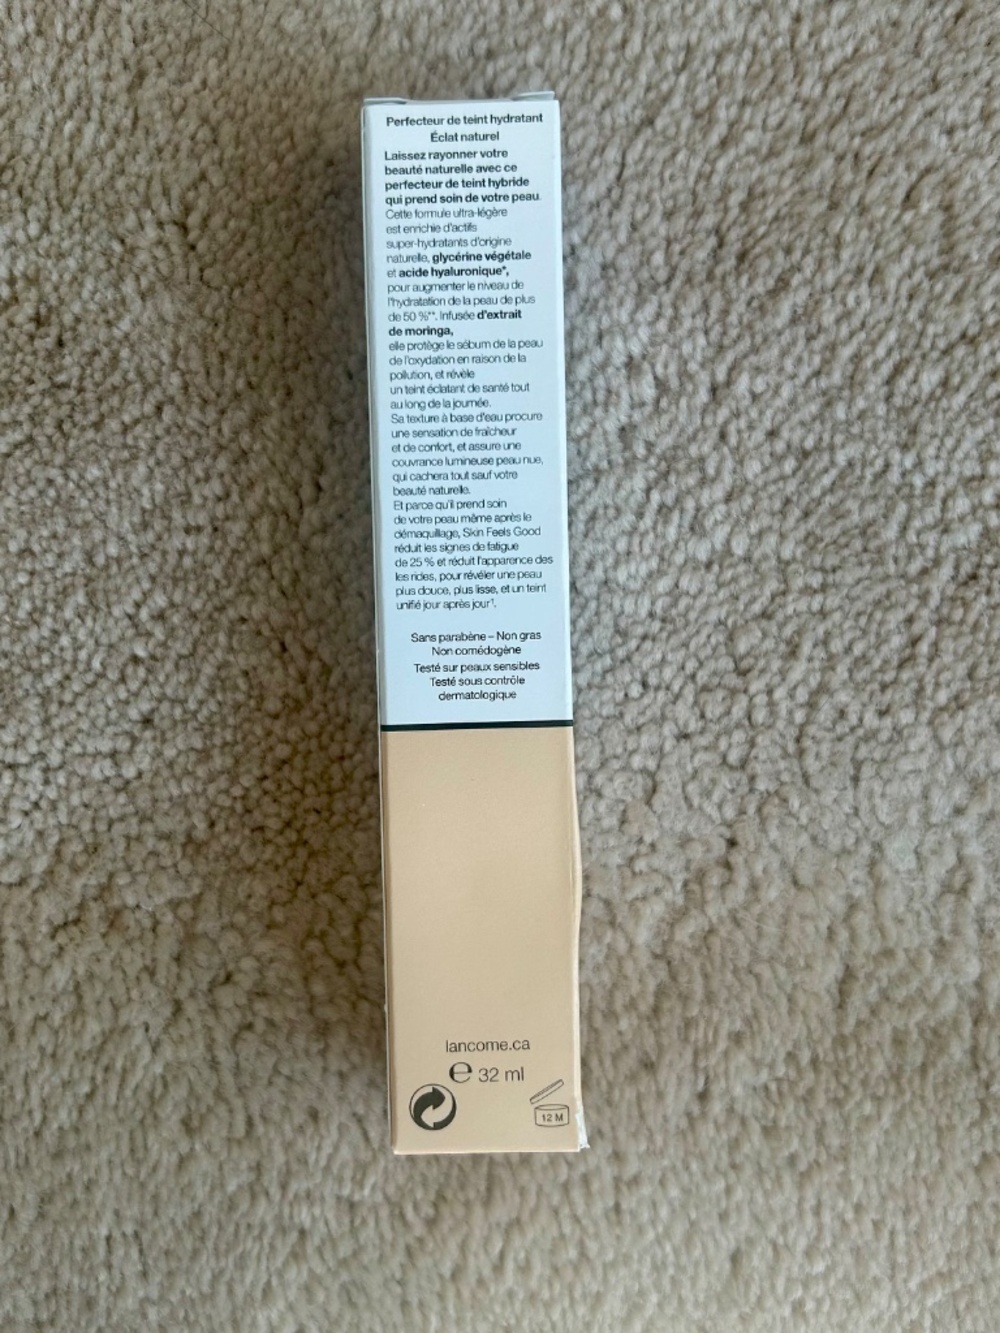 Perfecteur de teint hydratant
Éclat naturel
Laissez rayonner votre
beauté naturelle avec ce
perfecteur de teint hybride
qui prend soin de votre peau.
Cette formule ultra-légère
est enrichie d'actifs
super-hydratants d'origine
naturelle, glycérine végétale
et acide hyaluronique*,
pour augmenter le niveau de
l'hydratation de la peau de plus
de 50 %**. Infusée d'extrait
de moringa,
elle protège le sébum de la peau
de l'oxydation en raison de la
pollution, et révèle
un teint éclatant de santé tout
au long de la journée.
Sa texture à base d'eau procure
une sensation de fraîcheur
et de confort, et assure une
couvrance lumineuse peau nue,
qui cachera tout sauf votre
beauté naturelle.
Et parce qu'il prend soin
de votre peau même après le
démaquillage, Skin Feels Good
réduit les signes de fatigue
de 25 % et réduit l'apparence des
les rides, pour révéler une peau
plus douce, plus lisse, et un teint
unifié jour après jour†.
Sans parabène – Non gras
Non comédogène
Testé sur peaux sensibles
Testé sous contrôle
dermatologique
lancome.ca
℮ 32 ml
12 M